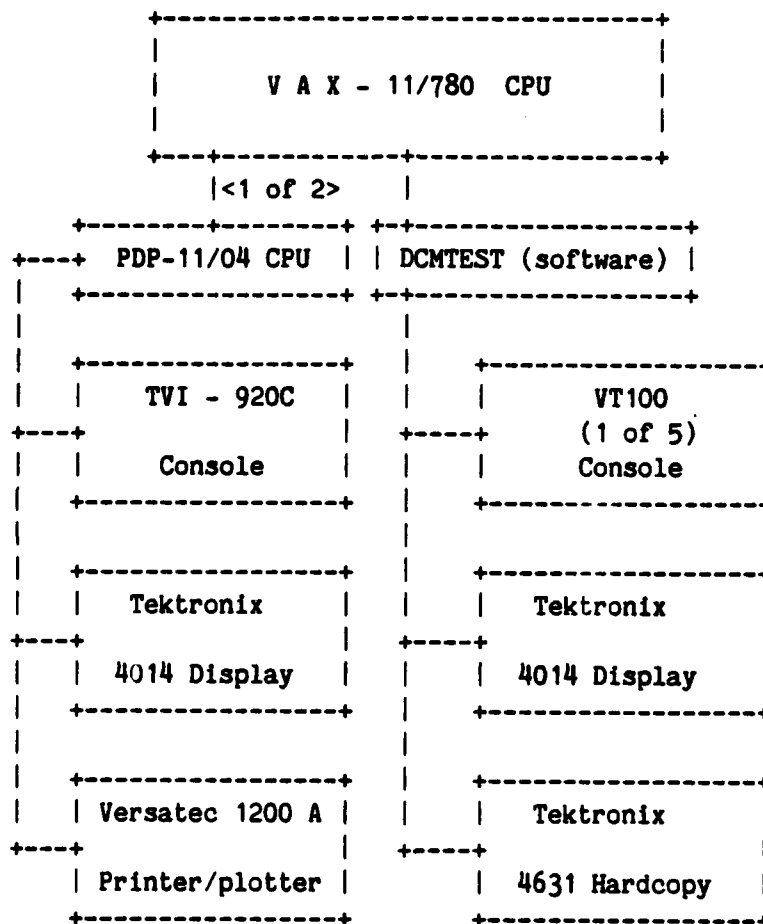 V A X - 11/780 CPU
<1 of 2>
PDP-11/04 CPU
DCMTEST (software)
TVI - 920C
Console
VT100
(1 of 5)
Console
Tektronix
4014 Display
Tektronix
4014 Display
Versatec 1200 A
Printer/plotter
Tektronix
4631 Hardcopy